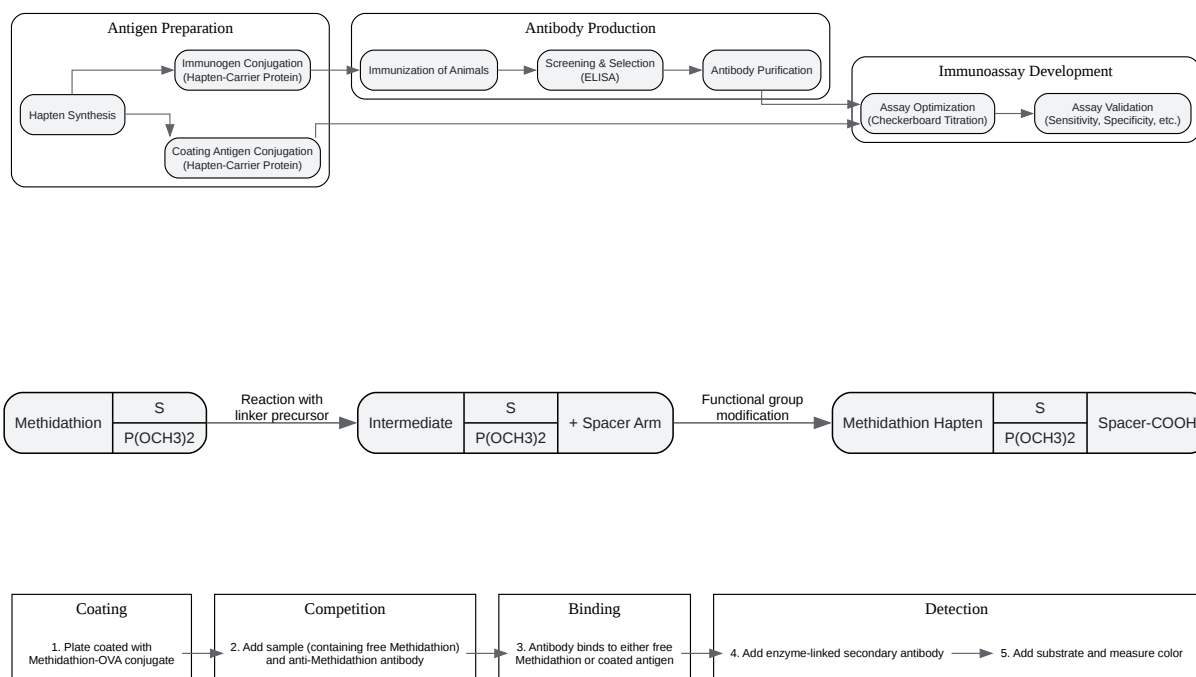 Antigen Preparation
Hapten Synthesis
Immunogen Conjugation
(Hapten-Carrier Protein)
Coating Antigen Conjugation
(Hapten-Carrier Protein)
Antibody Production
Immunization of Animals
Screening & Selection
(ELISA)
Antibody Purification
Immunoassay Development
Assay Optimization
(Checkerboard Titration)
Assay Validation
(Sensitivity, Specificity, etc.)
Methidathion
S
P(OCH3)2
Reaction with
linker precursor
Intermediate
S
P(OCH3)2
+ Spacer Arm
Functional group
modification
Methidathion Hapten
S
P(OCH3)2
Spacer-COOH
Coating
1. Plate coated with
Methidathion-OVA conjugate
Competition
2. Add sample (containing free Methidathion)
and anti-Methidathion antibody
Binding
3. Antibody binds to either free
Methidathion or coated antigen
Detection
4. Add enzyme-linked secondary antibody
5. Add substrate and measure color